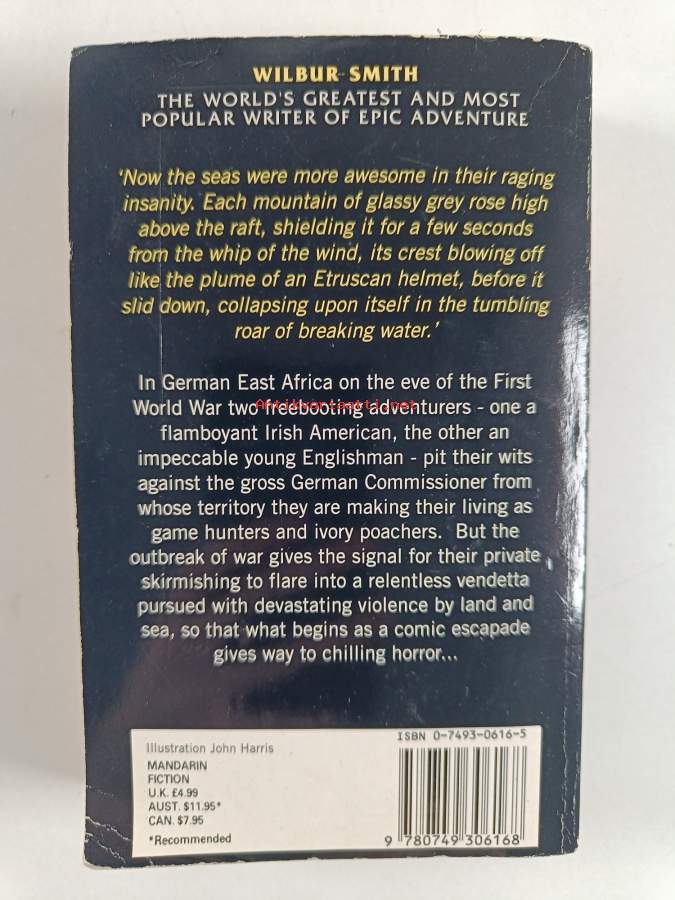 WILBUR SMITH
THE WORLD'S GREATEST AND MOST
POPULAR WRITER OF EPIC ADVENTURE
'Now the seas were more awesome in their raging
insanity. Each mountain of glassy grey rose high
above the raft, shielding it for a few seconds
from the whip of the wind, its crest blowing off
like the plume of an Etruscan helmet, before it
slid down, collapsing upon itself in the tumbling
roar of breaking water.'
In German East Africa on the eve of the First
World War two freebooting adventurers - one a
Antikvariaatti.net
flamboyant Irish American, the other an
impeccable young Englishman - pit their wits
against the gross German Commissioner from
whose territory they are making their living as
game hunters and ivory poachers. But the
outbreak of war gives the signal for their private
skirmishing to flare into a relentless vendetta
pursued with devastating violence by land and
sea, so that what begins as a comic escapade
gives way to chilling horror...
Illustration John Harris
MANDARIN
FICTION
U.K. £4.99
AUST. $11.95*
CAN. $7.95
*Recommended
ISBN 0-7493-0616-5
9 780749 306168